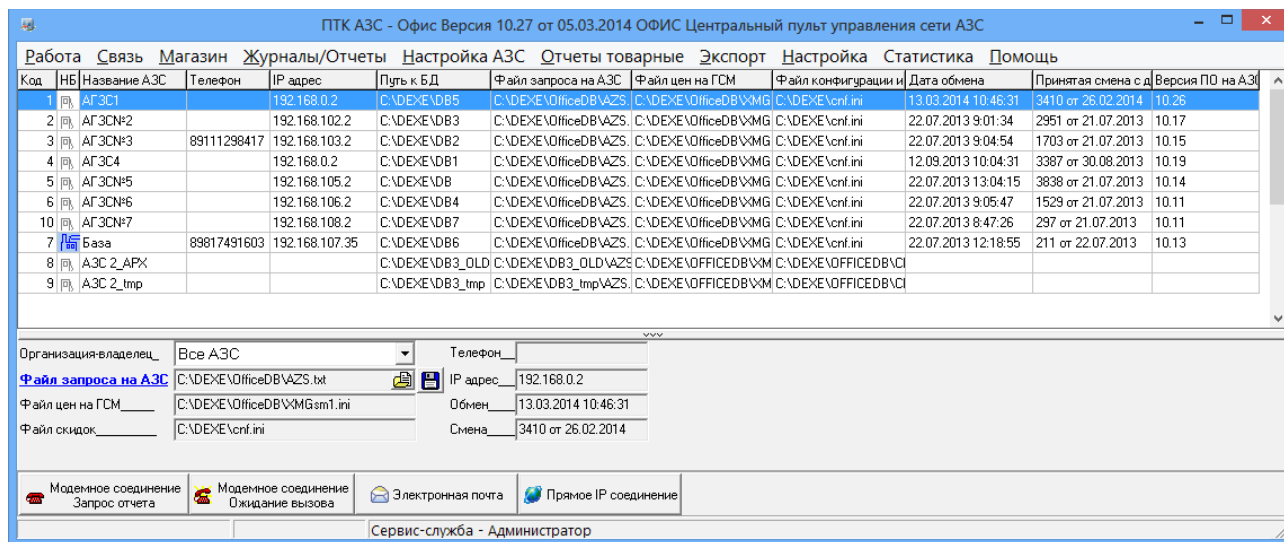 ПТК АЗС - Офис Версия 10.27 от 05.03.2014 ОФИС Центральный пульт управления сети АЗС
Работа Связь Магазин Журналы/Отчеты Настройка АЗС Отчеты товарные Экспорт Настройка Статистика Помощь
Код НБ Название АЗС Телефон IP адрес Путь к БД Файл запроса на АЗС Файл цен на ГСМ Файл конфигурации и Дата обмена Принятая смена с д Версия ПО на АЗ
1 АГЗС1 192.168.0.2 C:\DEXE\DB5 C:\DEXE\OfficeDB\AZS. C:\DEXE\OfficeDB\XMG C:\DEXE\cnf.ini 13.03.2014 10:46:31 3410 от 26.02.2014 10.26
2 АГЗСN№2 192.168.102.2 C:\DEXE\DB3 C:\DEXE\OfficeDB\AZS. C:\DEXE\OfficeDB\XMG C:\DEXE\cnf.ini 22.07.2013 9:01:34 2951 от 21.07.2013 10.17
3 АГЗСN№3 89111298417 192.168.103.2 C:\DEXE\DB2 C:\DEXE\OfficeDB\AZS. C:\DEXE\OfficeDB\XMG C:\DEXE\cnf.ini 22.07.2013 9:04:54 1703 от 21.07.2013 10.15
4 АГЗС4 192.168.0.2 C:\DEXE\DB1 C:\DEXE\OfficeDB\AZS. C:\DEXE\OfficeDB\XMG C:\DEXE\cnf.ini 12.09.2013 10:04:31 3387 от 30.08.2013 10.19
5 АГЗС№5 192.168.105.2 C:\DEXE\DB C:\DEXE\OfficeDB\AZS. C:\DEXE\OfficeDB\XMG C:\DEXE\cnf.ini 22.07.2013 13:04:15 3838 от 21.07.2013 10.14
6 АГЗС№6 192.168.106.2 C:\DEXE\DB4 C:\DEXE\OfficeDB\AZS. C:\DEXE\OfficeDB\XMG C:\DEXE\cnf.ini 22.07.2013 9:05:47 1529 от 21.07.2013 10.11
10 АГЗС№7 192.168.108.2 C:\DEXE\DB7 C:\DEXE\OfficeDB\AZS. C:\DEXE\OfficeDB\XMG C:\DEXE\cnf.ini 22.07.2013 8:47:26 297 от 21.07.2013 10.11
7 База 89817491603 192.168.107.35 C:\DEXE\DB6 C:\DEXE\OfficeDB\AZS. C:\DEXE\OfficeDB\XMG C:\DEXE\cnf.ini 22.07.2013 12:18:55 211 от 22.07.2013 10.13
8 АЗС 2_АРХ C:\DEXE\DB3_OLD C:\DEXE\DB3_OLD\AZS C:\DEXE\OFFICEDB\XM C:\DEXE\OFFICEDB\C
9 АЗС 2_tmp C:\DEXE\DB3_tmp C:\DEXE\DB3_tmp\AZS. C:\DEXE\OFFICEDB\XM C:\DEXE\OFFICEDB\C
Организация-владелец_ Все АЗС Телефон__
Файл запроса на АЗС C:\DEXE\OfficeDB\AZS.txt IP адрес__ 192.168.0.2
Файл цен на ГСМ____ C:\DEXE\OfficeDB\XMGsm1.ini Обмен___ 13.03.2014 10:46:31
Файл скидок_________ C:\DEXE\cnf.ini Смена___ 3410 от 26.02.2014
Модемное соединение Модемное соединение Электронная почта Прямое IP соединение
Запрос отчета Ожидание вызова
Сервис-служба - Администратор